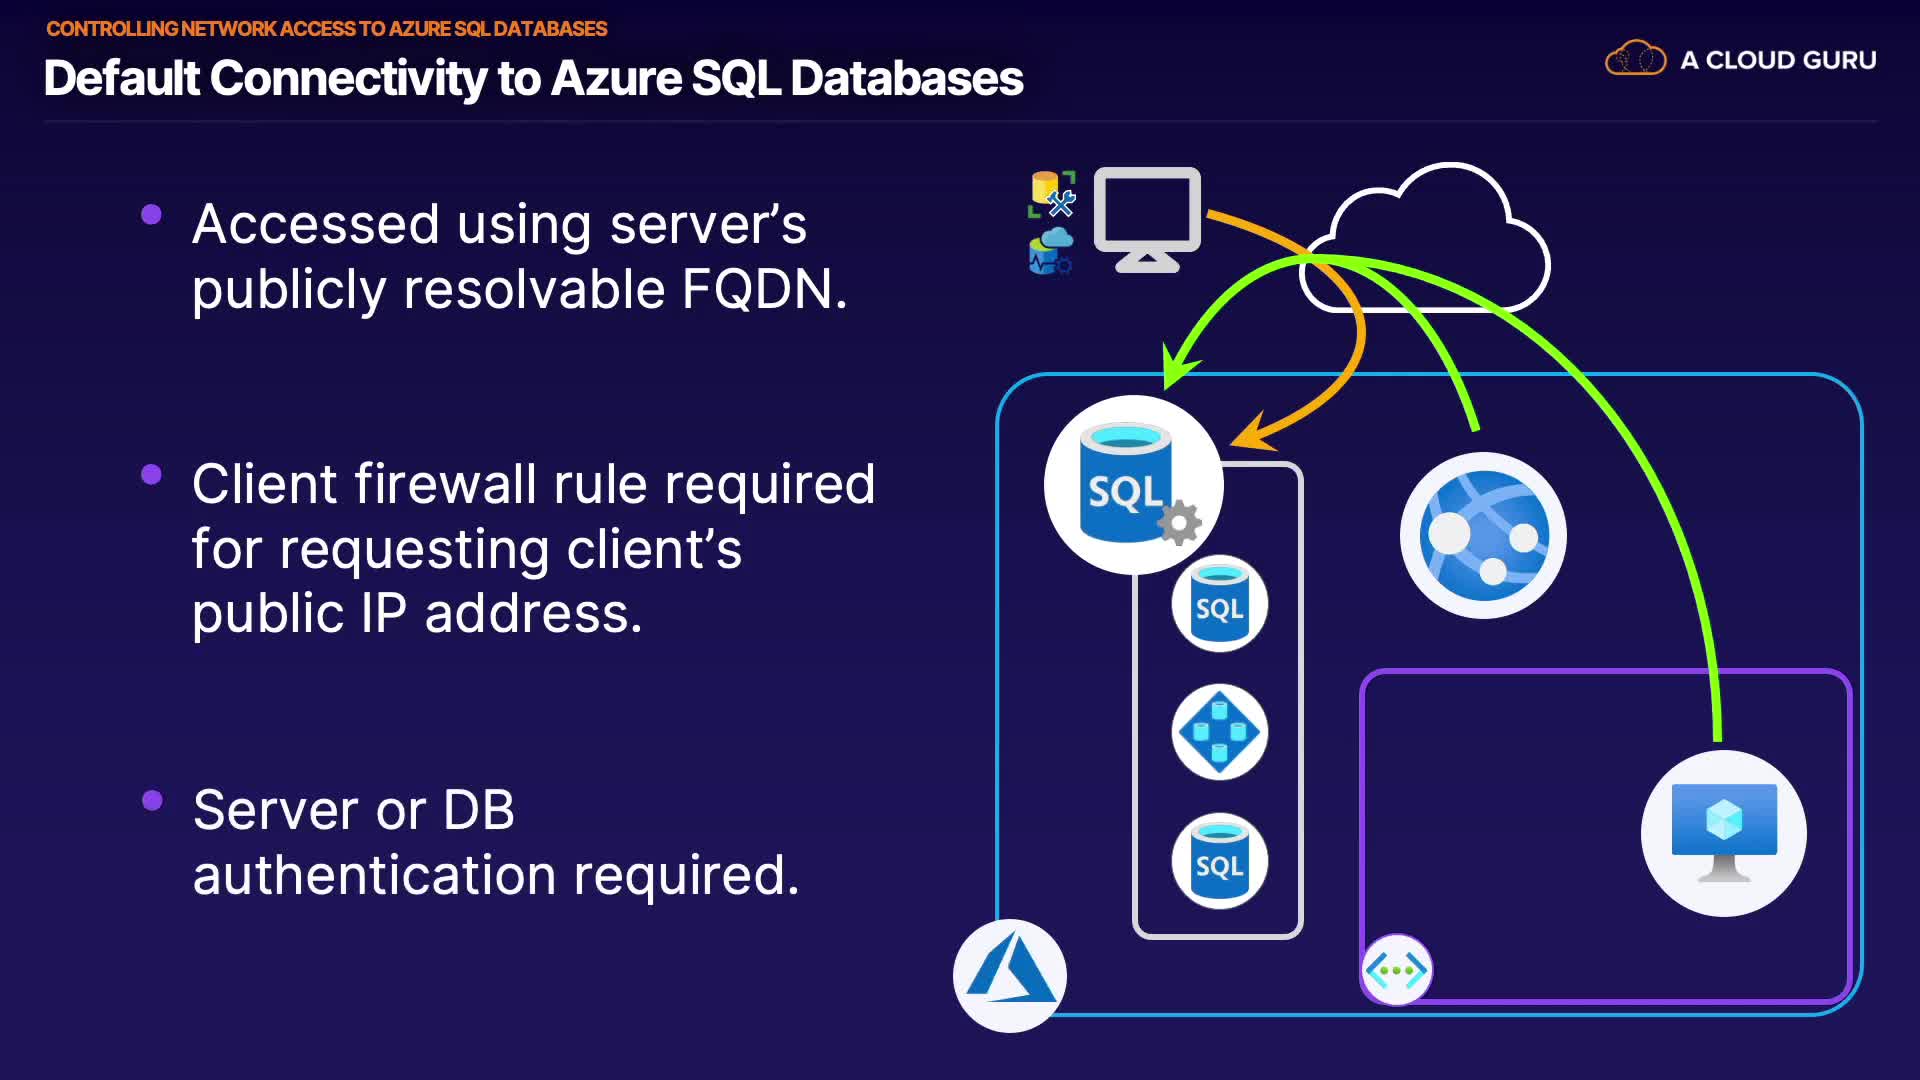 CONTROLLING NETWORK ACCESS TO AZURE SQL DATABASES
Default Connectivity to Azure SQL Databases
A CLOUD GURU
Accessed using server’s
publicly resolvable FQDN.
Client firewall rule required
for requesting client’s
public IP address.
Server or DB
authentication required.
SQL
SQL
SQL